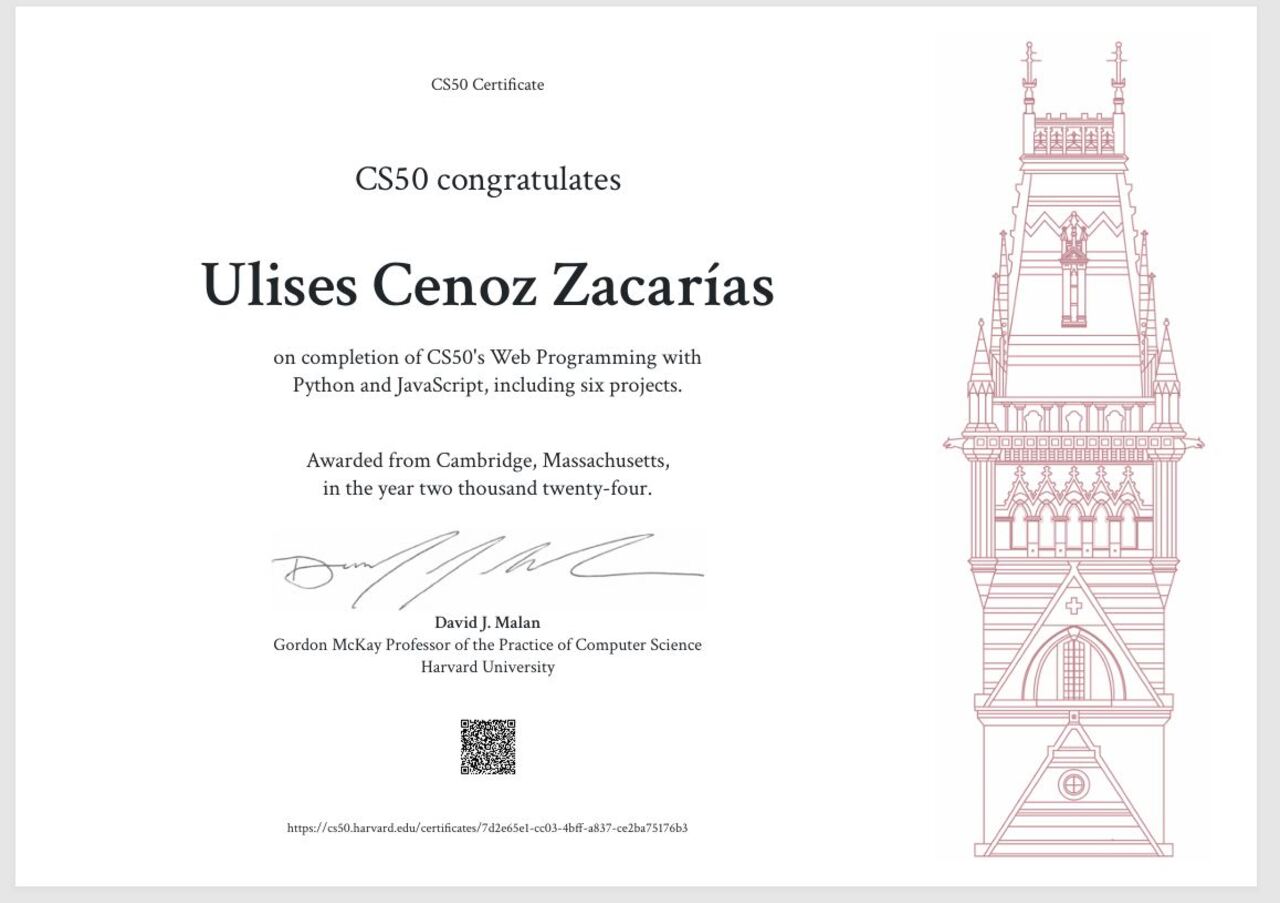 CS50 Certificate
CS50 congratulates
Ulises Cenoz Zacarías
on completion of CS50's Web Programming with
Python and JavaScript, including six projects.
Awarded from Cambridge, Massachusetts,
in the year two thousand twenty-four.
David J. Malan
Gordon McKay Professor of the Practice of Computer Science
Harvard University
https://cs50.harvard.edu/certificates/7d2e65e1-cc03-4bff-a837-ce2ba75176b3